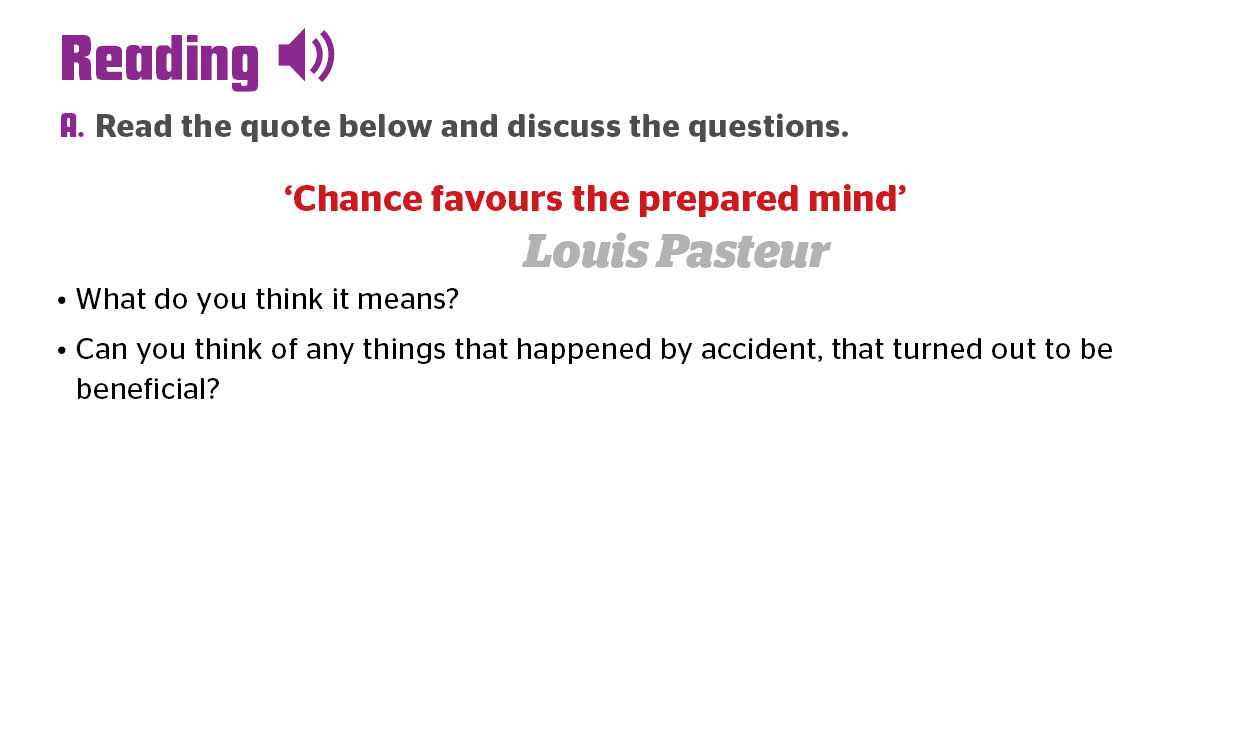 Reading
A. Read the quote below and discuss the questions.
‘Chance favours the prepared mind’
Louis Pasteur
• What do you think it means?
• Can you think of any things that happened by accident, that turned out to be
beneficial?